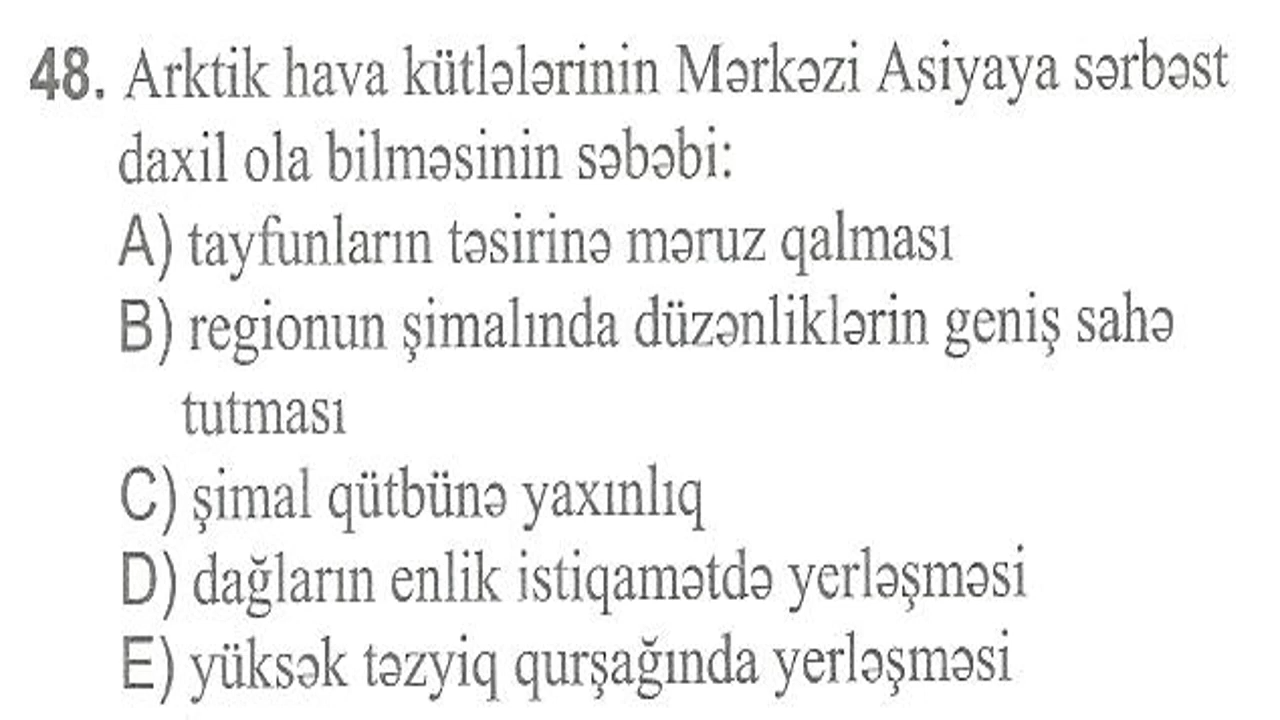 48. Arktik hava kütlələrinin Mərkəzi Asiyaya sərbəst
daxil ola bilməsinin səbəbi:
A) tayfunların təsirinə məruz qalması
B) regionun şimalında düzənliklərin geniş sahə
tutması
C) şimal qütbünə yaxınlıq
D) dağların enlik istiqamətdə yerləşməsi
E) yüksək təzyiq qurşağında yerləşməsi